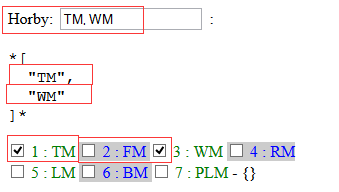 Horby: TM, WM :
*[
"TM",
"WM"
]*
1 : TM 2 : FM 3 : WM 4 : RM
5 : LM 6 : BM 7 : PLM - {}